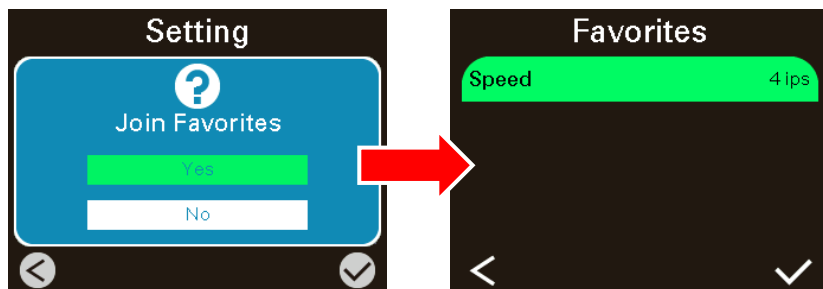 Setting
?
Join Favorites
Yes
No
Favorites
Speed 4 ips